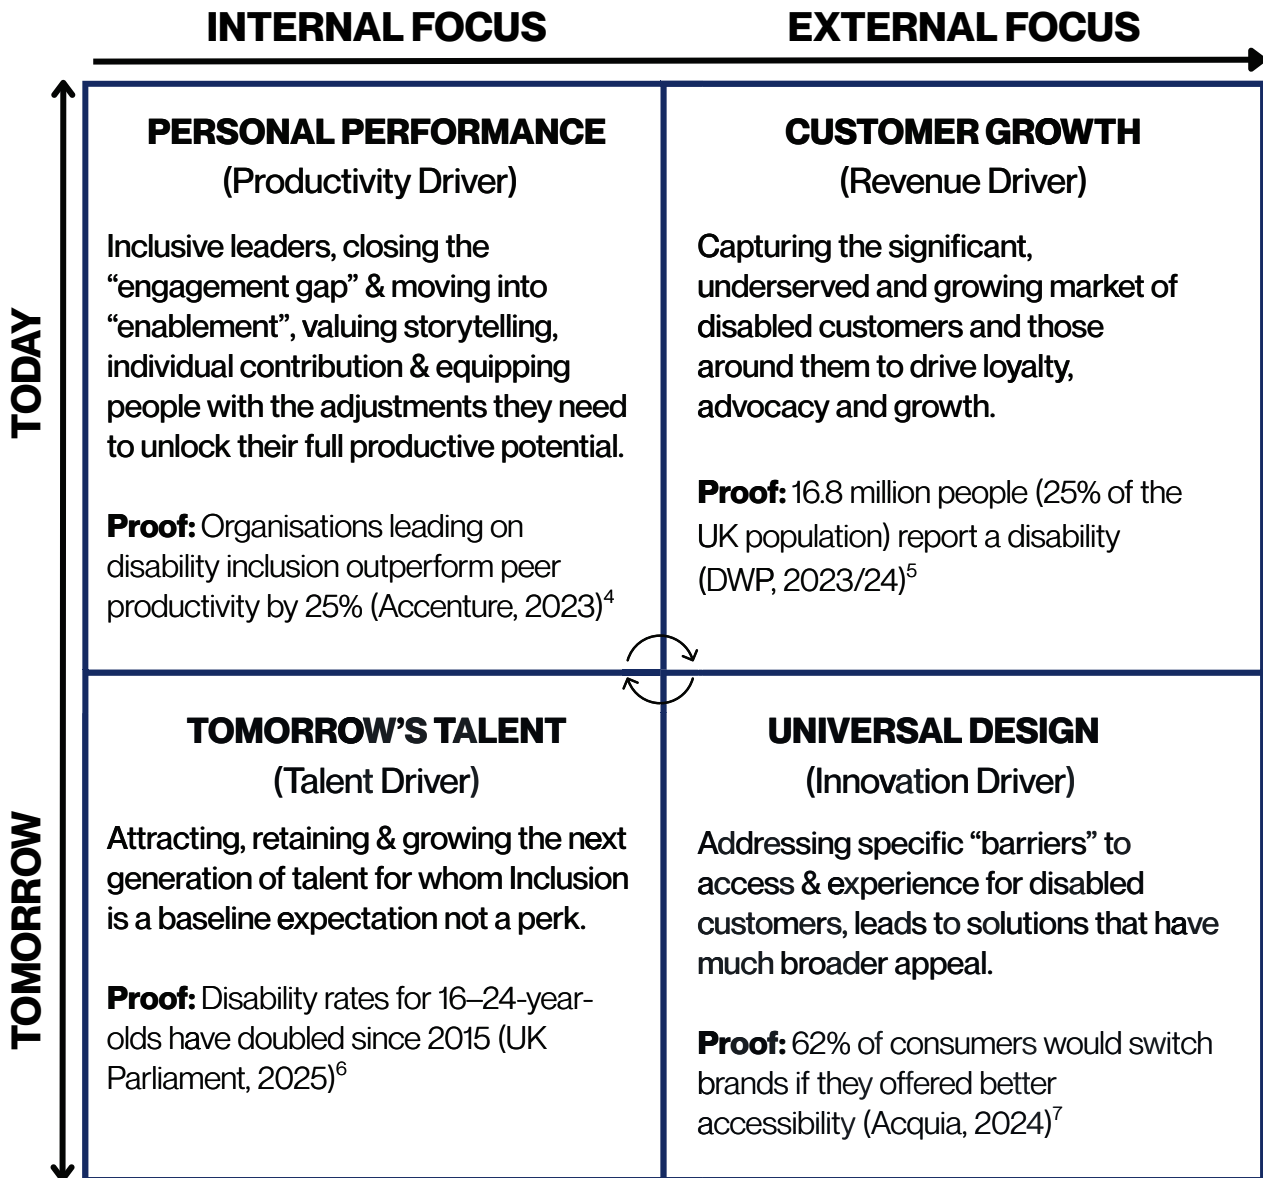 INTERNAL FOCUS
EXTERNAL FOCUS
TODAY
PERSONAL PERFORMANCE
(Productivity Driver)
Inclusive leaders, closing the
“engagement gap” & moving into
“enablement”, valuing storytelling,
individual contribution & equipping
people with the adjustments they need
to unlock their full productive potential.
Proof: Organisations leading on
disability inclusion outperform peer
productivity by 25% (Accenture, 2023)⁴
CUSTOMER GROWTH
(Revenue Driver)
Capturing the significant,
underserved and growing market of
disabled customers and those
around them to drive loyalty,
advocacy and growth.
Proof: 16.8 million people (25% of the
UK population) report a disability
(DWP, 2023/24)⁵
TOMORROW
TOMORROW’S TALENT
(Talent Driver)
Attracting, retaining & growing the next
generation of talent for whom Inclusion
is a baseline expectation not a perk.
Proof: Disability rates for 16–24-year-
olds have doubled since 2015 (UK
Parliament, 2025)⁶
UNIVERSAL DESIGN
(Innovation Driver)
Addressing specific “barriers” to
access & experience for disabled
customers, leads to solutions that have
much broader appeal.
Proof: 62% of consumers would switch
brands if they offered better
accessibility (Acquia, 2024)⁷